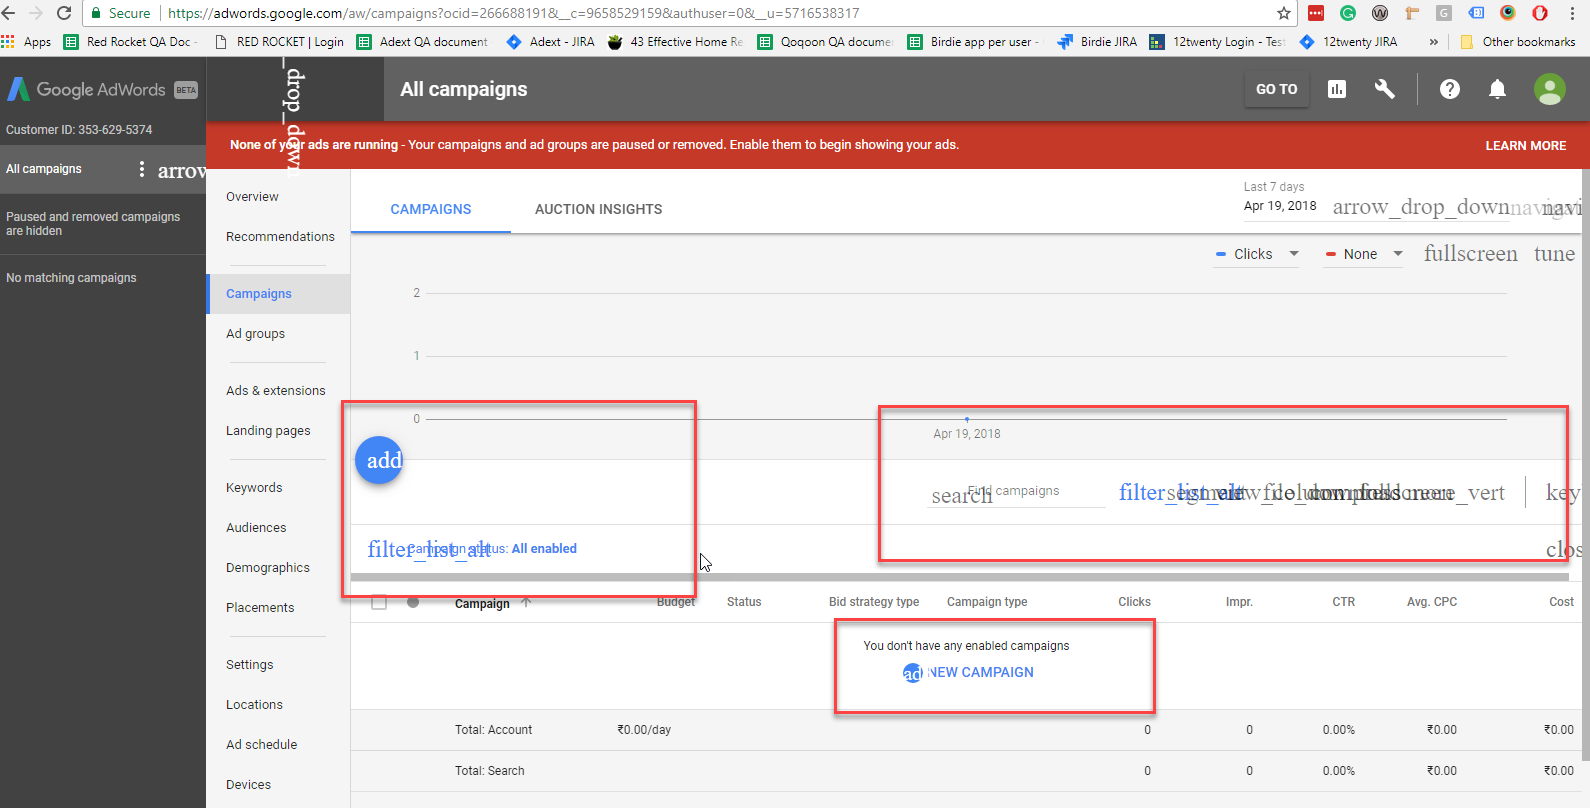 Secure
https://adwords.google.com/aw/campaigns?ocid=266688191&__c=9658529159&authuser=0&__u=5716538317
Apps
Red Rocket QA Doc -
RED ROCKET | Login
Adext QA document
Adext - JIRA
43 Effective Home Re
Qoqoon QA docume
Birdie app per user -
Birdie JIRA
12twenty Login - Test
12twenty JIRA
»
Other bookmarks
Google AdWords
BETA
Customer ID: 353-629-5374
All campaigns
arrow
Paused and removed campaigns
are hidden
No matching campaigns
_drop_down
All campaigns
GO TO
None of your ads are running - Your campaigns and ad groups are paused or removed. Enable them to begin showing your ads.
LEARN MORE
Overview
Recommendations
Campaigns
Ad groups
Ads & extensions
Landing pages
Keywords
Audiences
Demographics
Placements
Settings
Locations
Ad schedule
Devices
CAMPAIGNS
AUCTION INSIGHTS
Last 7 days
Apr 19, 2018
arrow_drop_down
Clicks
None
fullscreen
tune
2
1
0
Apr 19, 2018
add
search
Find campaigns
filter_list_alt
more_vert
key
filter_list_alt
Campaign status: All enabled
clos
Campaign
Budget
Status
Bid strategy type
Campaign type
Clicks
Impr.
CTR
Avg. CPC
Cost
You don't have any enabled campaigns
ad
NEW CAMPAIGN
Total: Account
₹0.00/day
0
0
0.00%
₹0.00
₹0.00
Total: Search
0
0
0.00%
₹0.00
₹0.00